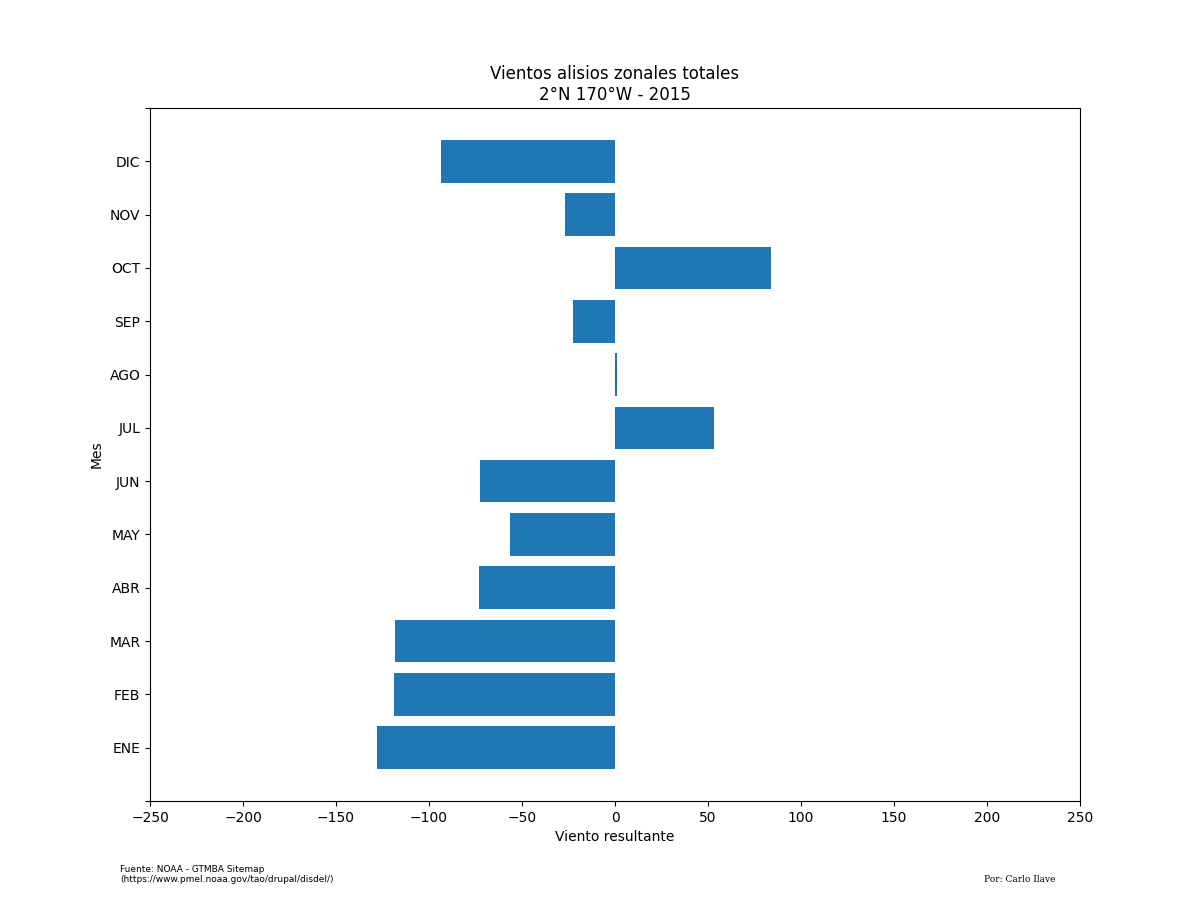 Vientos alisios zonales totales
2°N 170°W - 2015
DIC
NOV
OCT
SEP
AGO
JUL
JUN
MAY
ABR
MAR
FEB
ENE
Mes
−250 −200 −150 −100 −50 0 50 100 150 200 250
Viento resultante
Fuente: NOAA - GTMBA Sitemap
(https://www.pmel.noaa.gov/tao/drupal/disdel/)
Por: Carlo Ilave